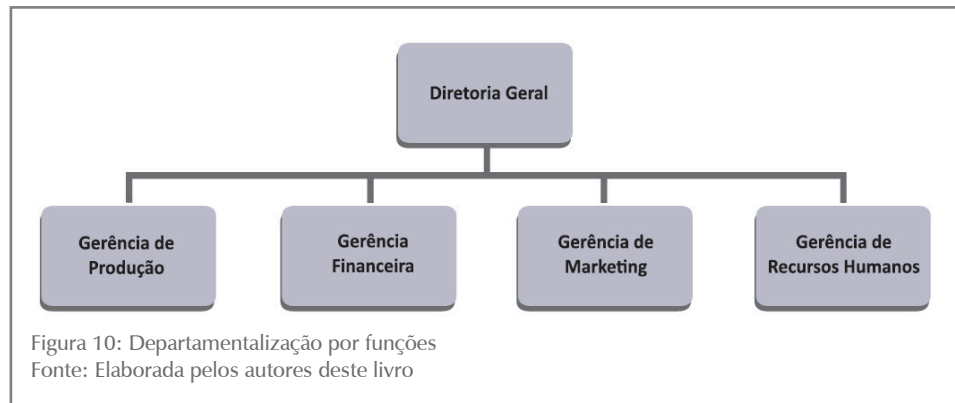 Diretoria Geral
Gerência de
Produção
Gerência
Financeira
Gerência de
Marketing
Gerência de
Recursos Humanos
Figura 10: Departamentalização por funções
Fonte: Elaborada pelos autores deste livro